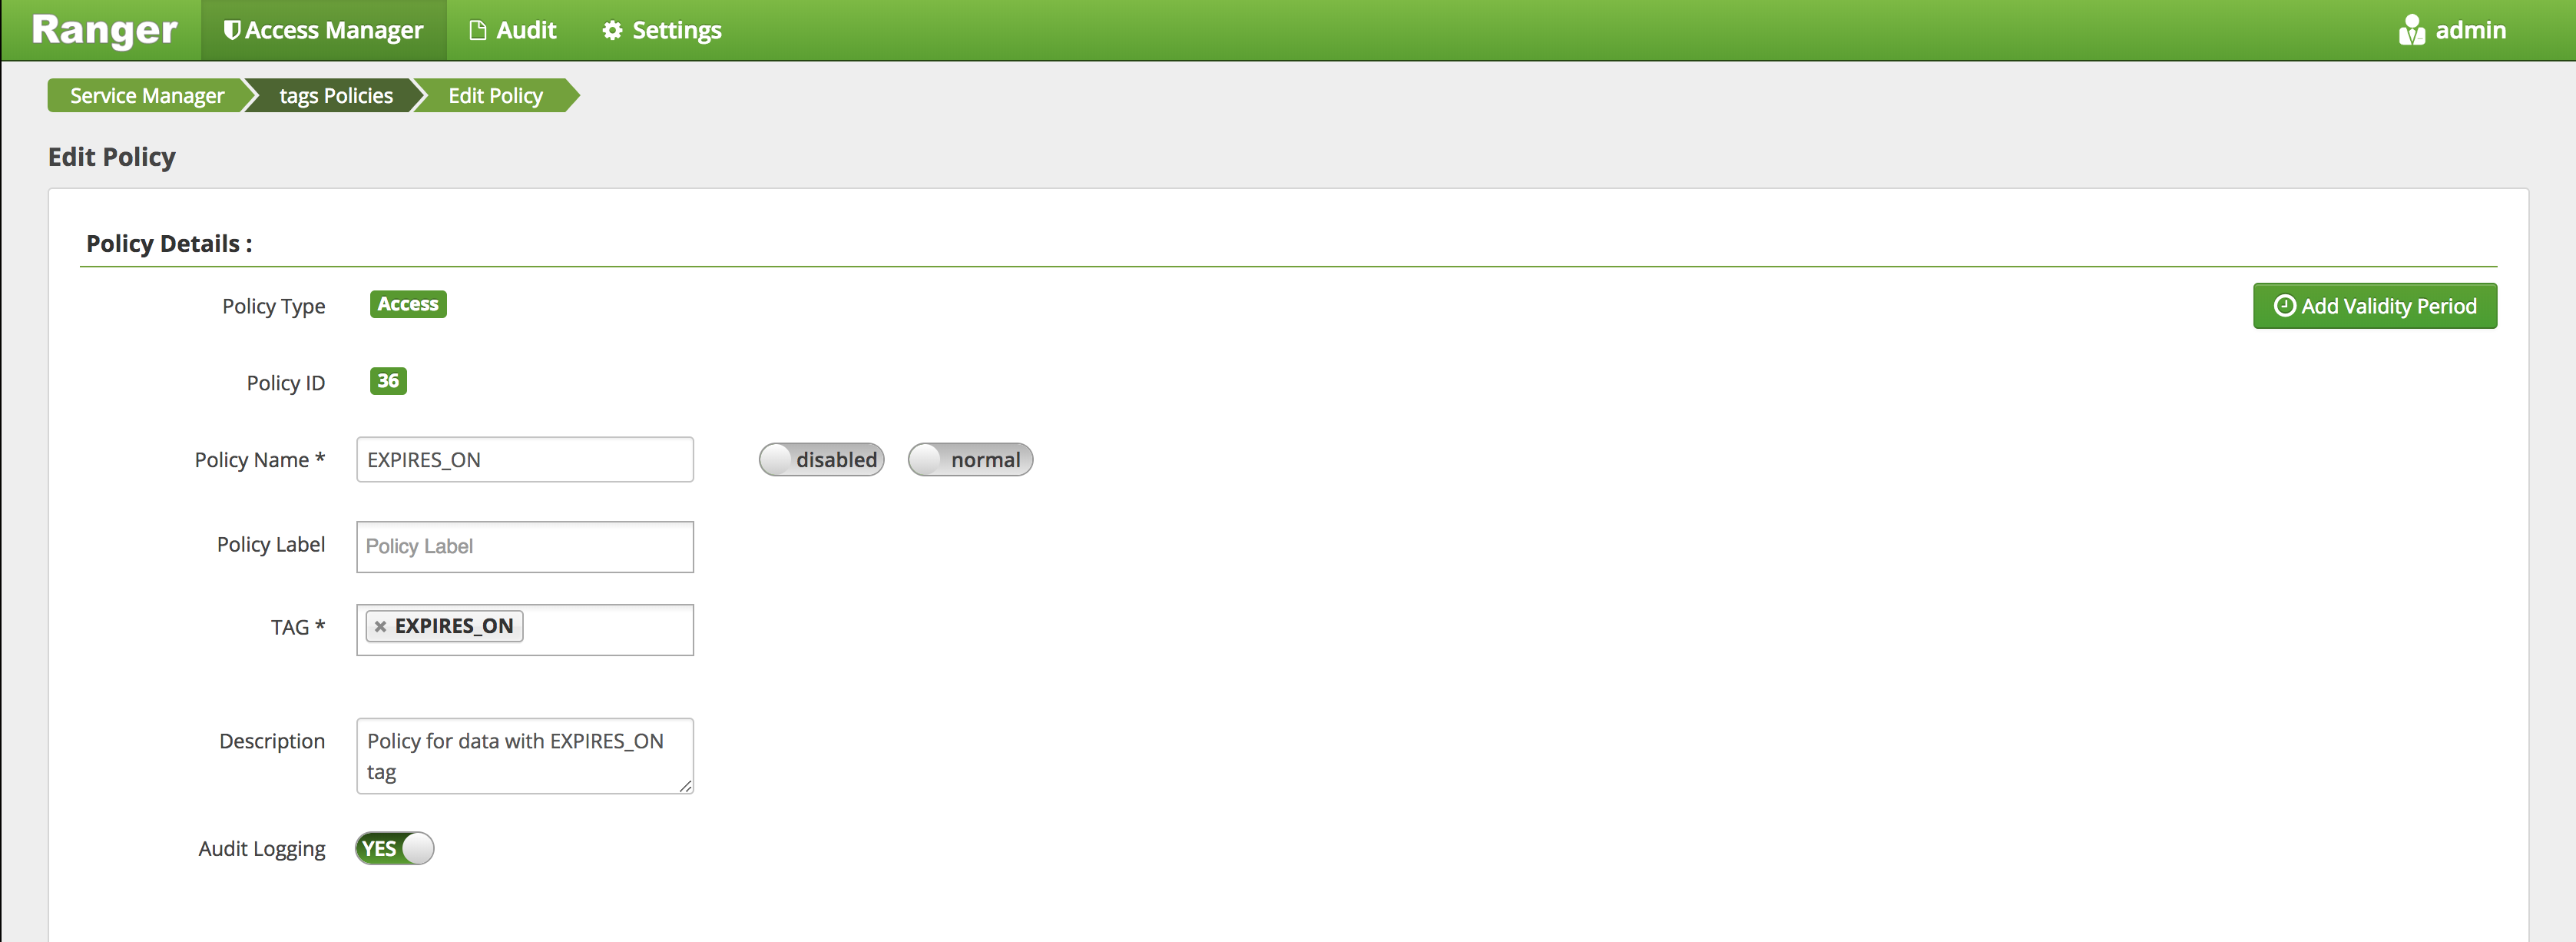 Ranger Access Manager Audit Settings admin
Service Manager tags Policies Edit Policy
Edit Policy
Policy Details :
Policy Type Access Add Validity Period
Policy ID 36
Policy Name * EXPIRES_ON disabled normal
Policy Label Policy Label
TAG * × EXPIRES_ON
Description Policy for data with EXPIRES_ON
tag
Audit Logging YES